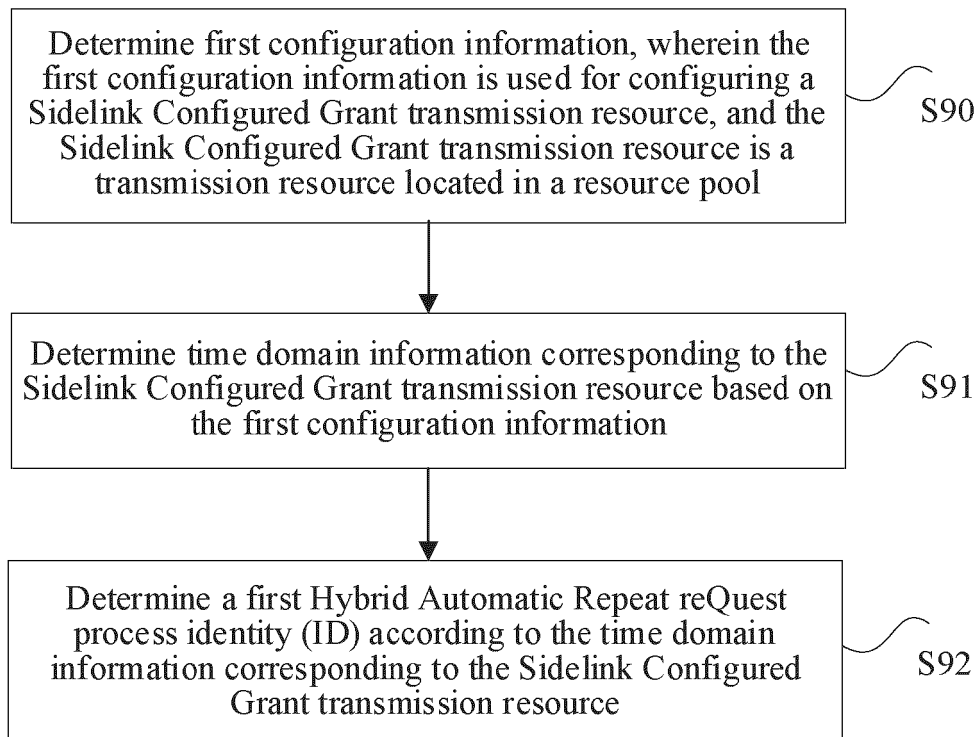 Determine first configuration information, wherein the
first configuration information is used for configuring a
Sidelink Configured Grant transmission resource, and the
Sidelink Configured Grant transmission resource is a
transmission resource located in a resource pool
S90
Determine time domain information corresponding to the
Sidelink Configured Grant transmission resource based on
the first configuration information
S91
Determine a first Hybrid Automatic Repeat reQuest
process identity (ID) according to the time domain
information corresponding to the Sidelink Configured
Grant transmission resource
S92